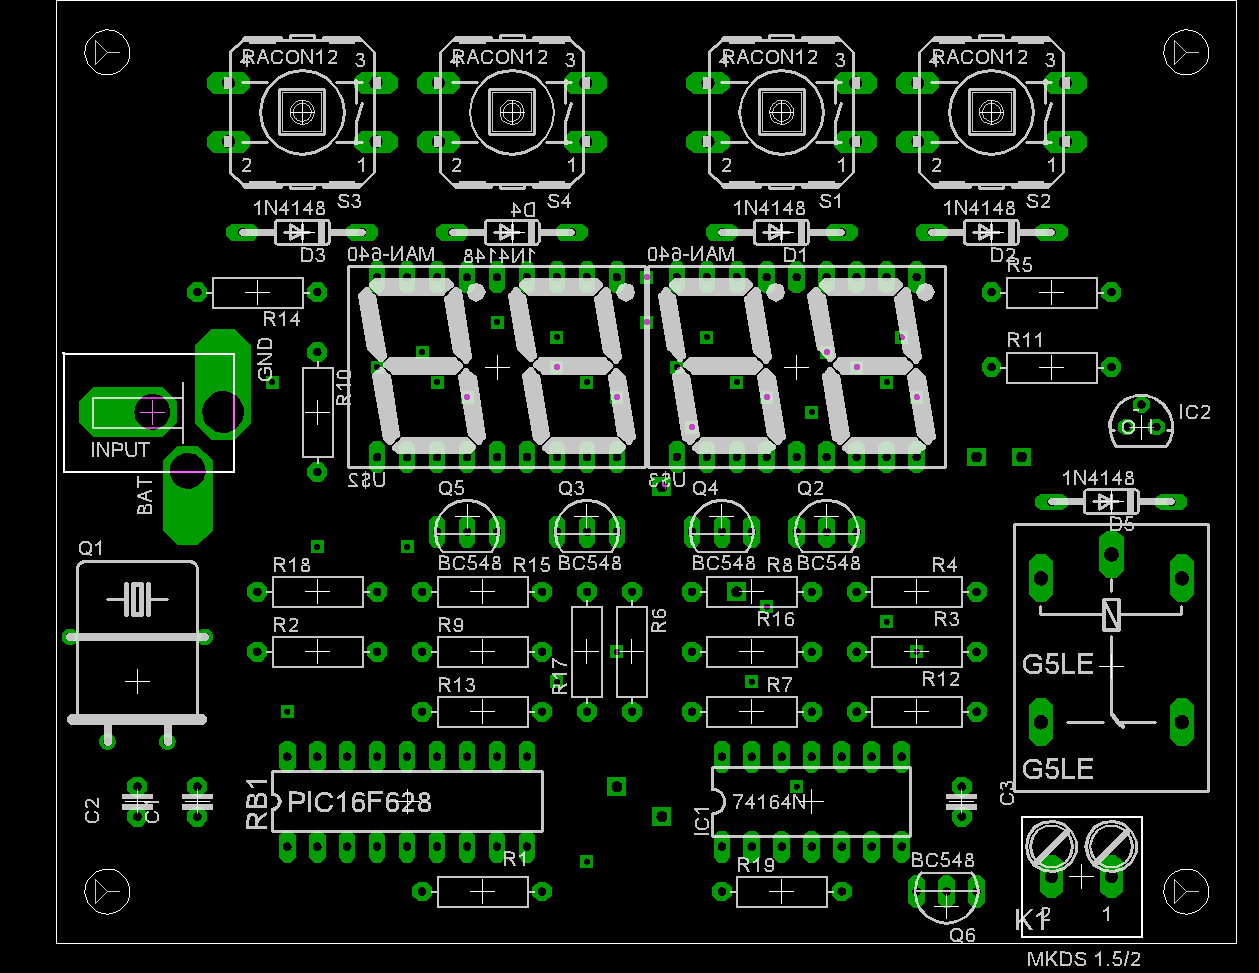 RACON12 RACON12 RACON12 RACON12
4 3 4 3 4 3 4 3
2 1 2 1 2 1 2 1
S3 S4 S1 S2
1N4148 D4 1N4148 1N4148
D3 MAN-640 1N4148 MAN-640 D1 D2
R5
R14
GND
R11
R10
IC2
INPUT
BAT
U$2 U$3
1N4148
Q5 Q3 Q4 Q2
D5
Q1
BC548 BC548 BC548 BC548
R18 R15 R8 R4
R2 R9 R6 R16 R3
G5LE
R13 R17 R7 R12
G5LE
C2 C1 RB1 PIC16F628 IC1 74164N C3
R1 R19 BC548
K1 2 1
Q6
MKDS 1.5/2